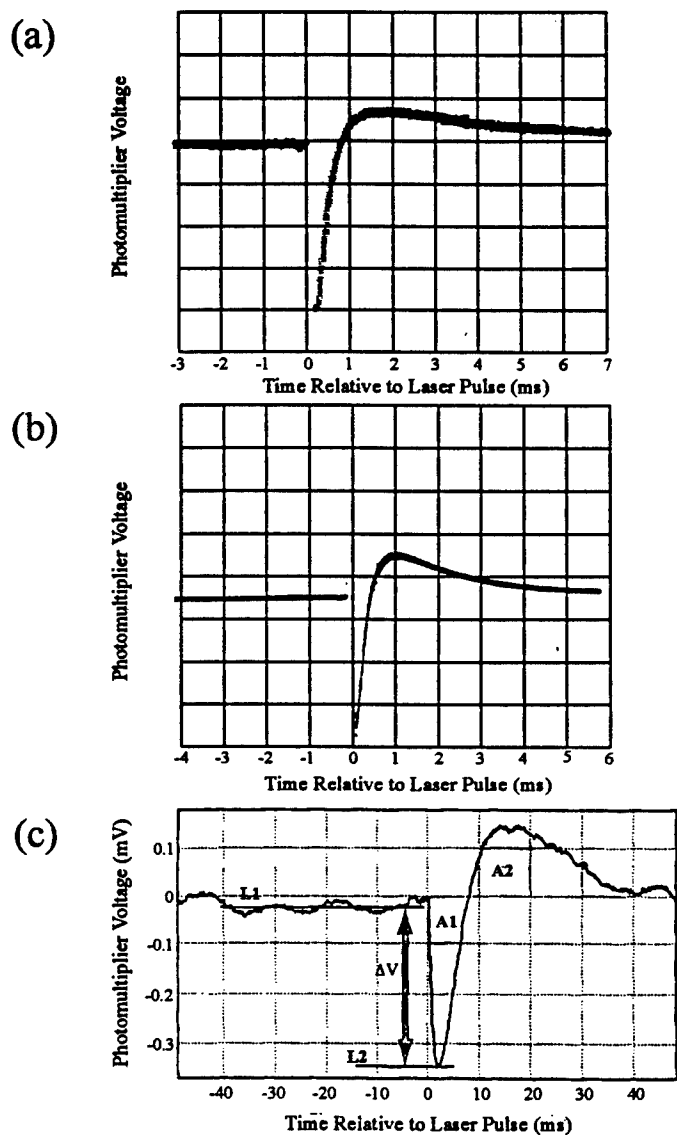 (a)
Photomultiplier Voltage
-3 -2 -1 0 1 2 3 4 5 6 7
Time Relative to Laser Pulse (ms)
(b)
Photomultiplier Voltage
-4 -3 -2 -1 0 1 2 3 4 5 6
Time Relative to Laser Pulse (ms)
(c)
Photomultiplier Voltage (mV)
0.1
0
-0.1
-0.2
-0.3
L1
A1
A2
ΔV
L2
-40 -30 -20 -10 0 10 20 30 40
Time Relative to Laser Pulse (ms)